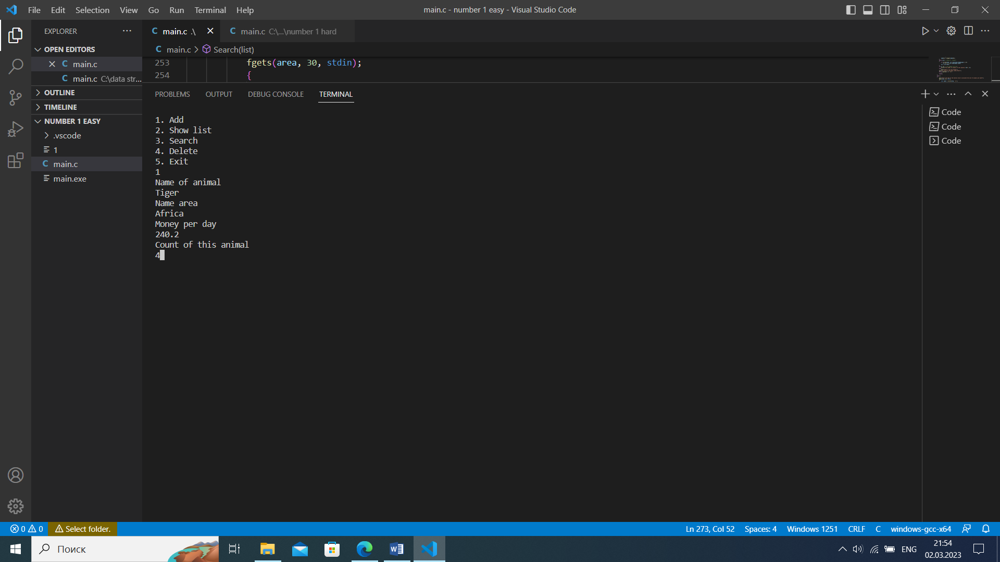 File Edit Selection View Go Run Terminal Help
main.c - number 1 easy - Visual Studio Code
EXPLORER
OPEN EDITORS
main.c
main.c C:\data str...
OUTLINE
TIMELINE
NUMBER 1 EASY
.vscode
1
main.c
main.exe
main.c .\
main.c C:\...\number 1 hard
main.c > Search(list)
253 fgets(area, 30, stdin);
254 {
PROBLEMS OUTPUT DEBUG CONSOLE TERMINAL
1. Add
2. Show list
3. Search
4. Delete
5. Exit
1
Name of animal
Tiger
Name area
Africa
Money per day
240.2
Count of this animal
4
Code
Code
Code
0 0 Select folder.
Ln 273, Col 52 Spaces: 4 Windows 1251 CRLF C windows-gcc-x64
Поиск
ENG
21:54
02.03.2023